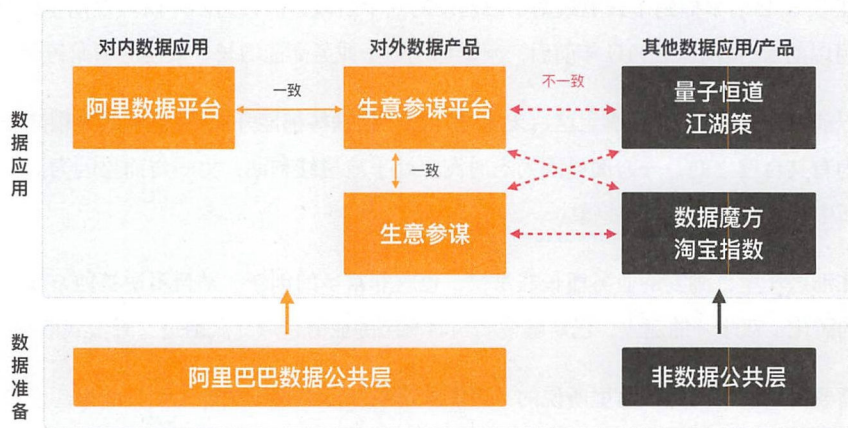 对内数据应用
对外数据产品
其他数据应用/产品
数据应用
阿里数据平台
一致
生意参谋平台
不一致
量子恒道
江湖策
一致
生意参谋
数据魔方
淘宝指数
数据准备
阿里巴巴数据公共层
非数据公共层